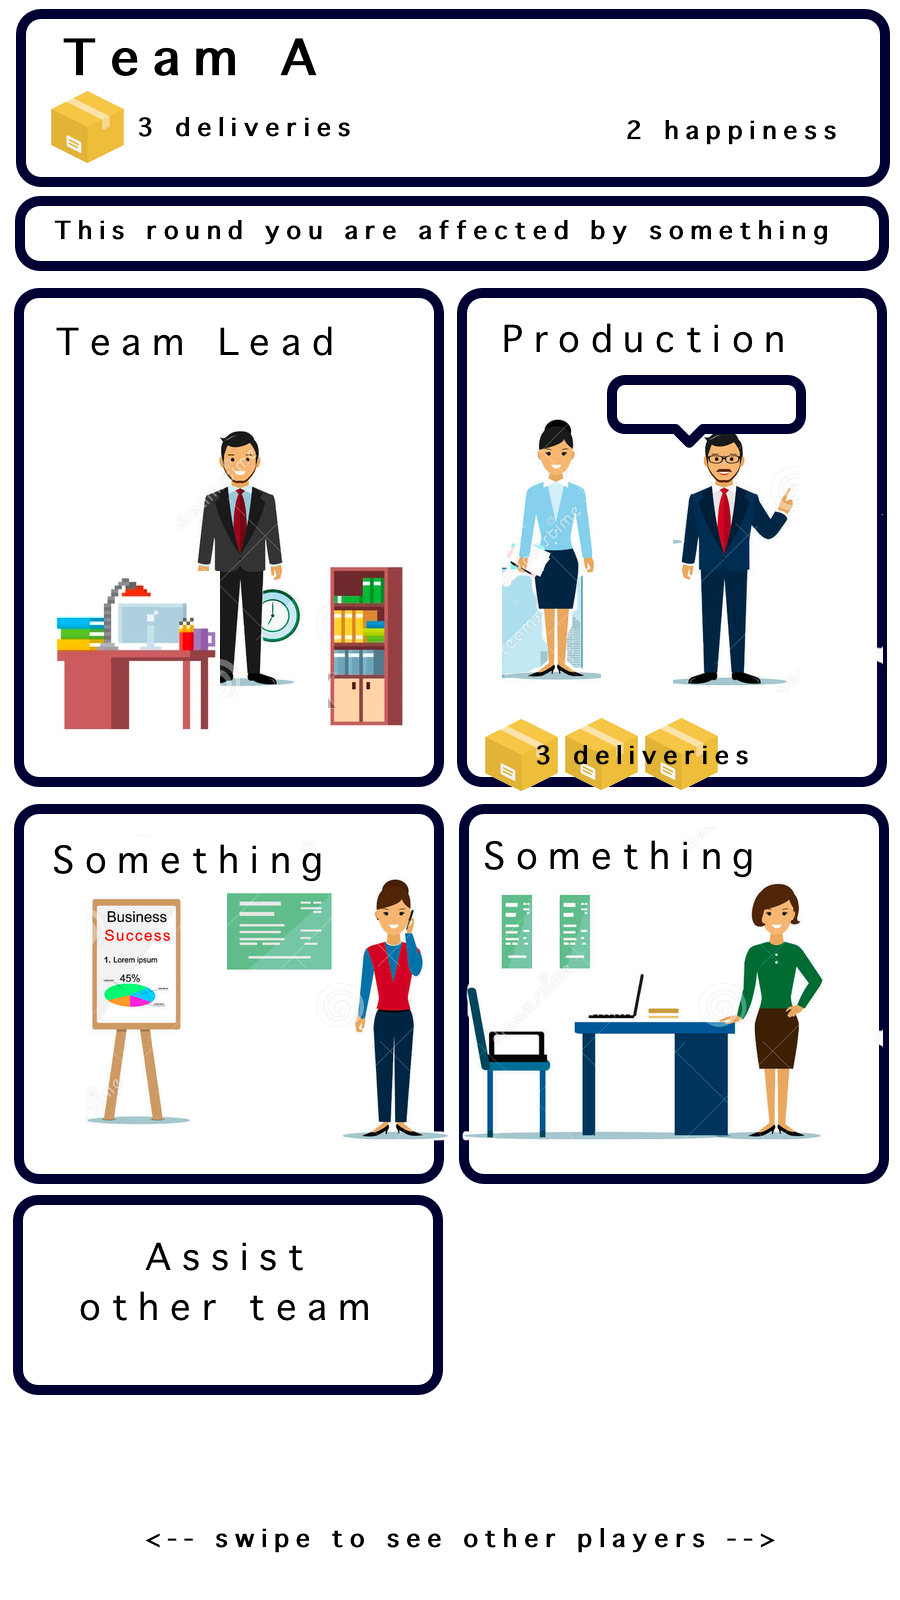 Team A
3 deliveries
2 happiness
This round you are affected by something
Team Lead
Production
3 deliveries
Something
Something
Business
Success
1. Lorem ipsum
45%
Assist
other team
<-- swipe to see other players -->